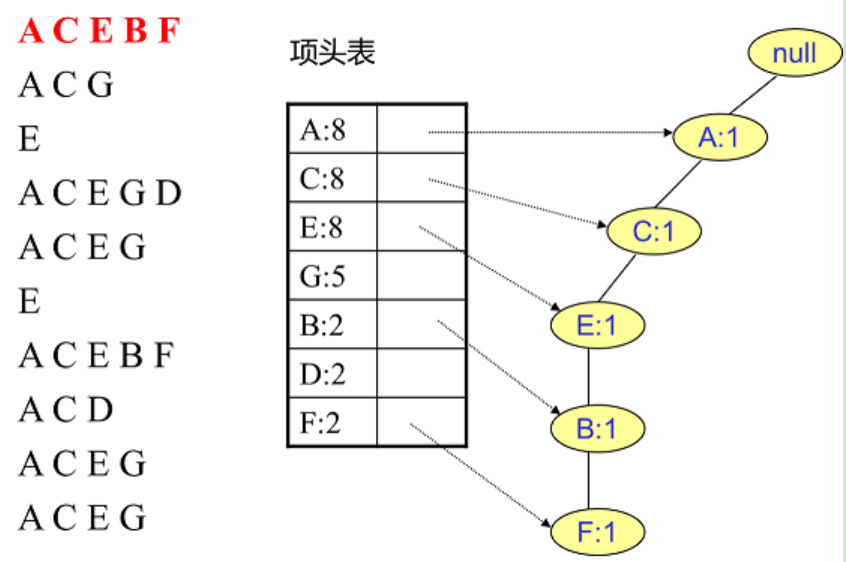 A C E B F
A C G
E
A C E G D
A C E G
E
A C E B F
A C D
A C E G
A C E G
项头表
A:8
C:8
E:8
G:5
B:2
D:2
F:2
null
A:1
C:1
E:1
B:1
F:1